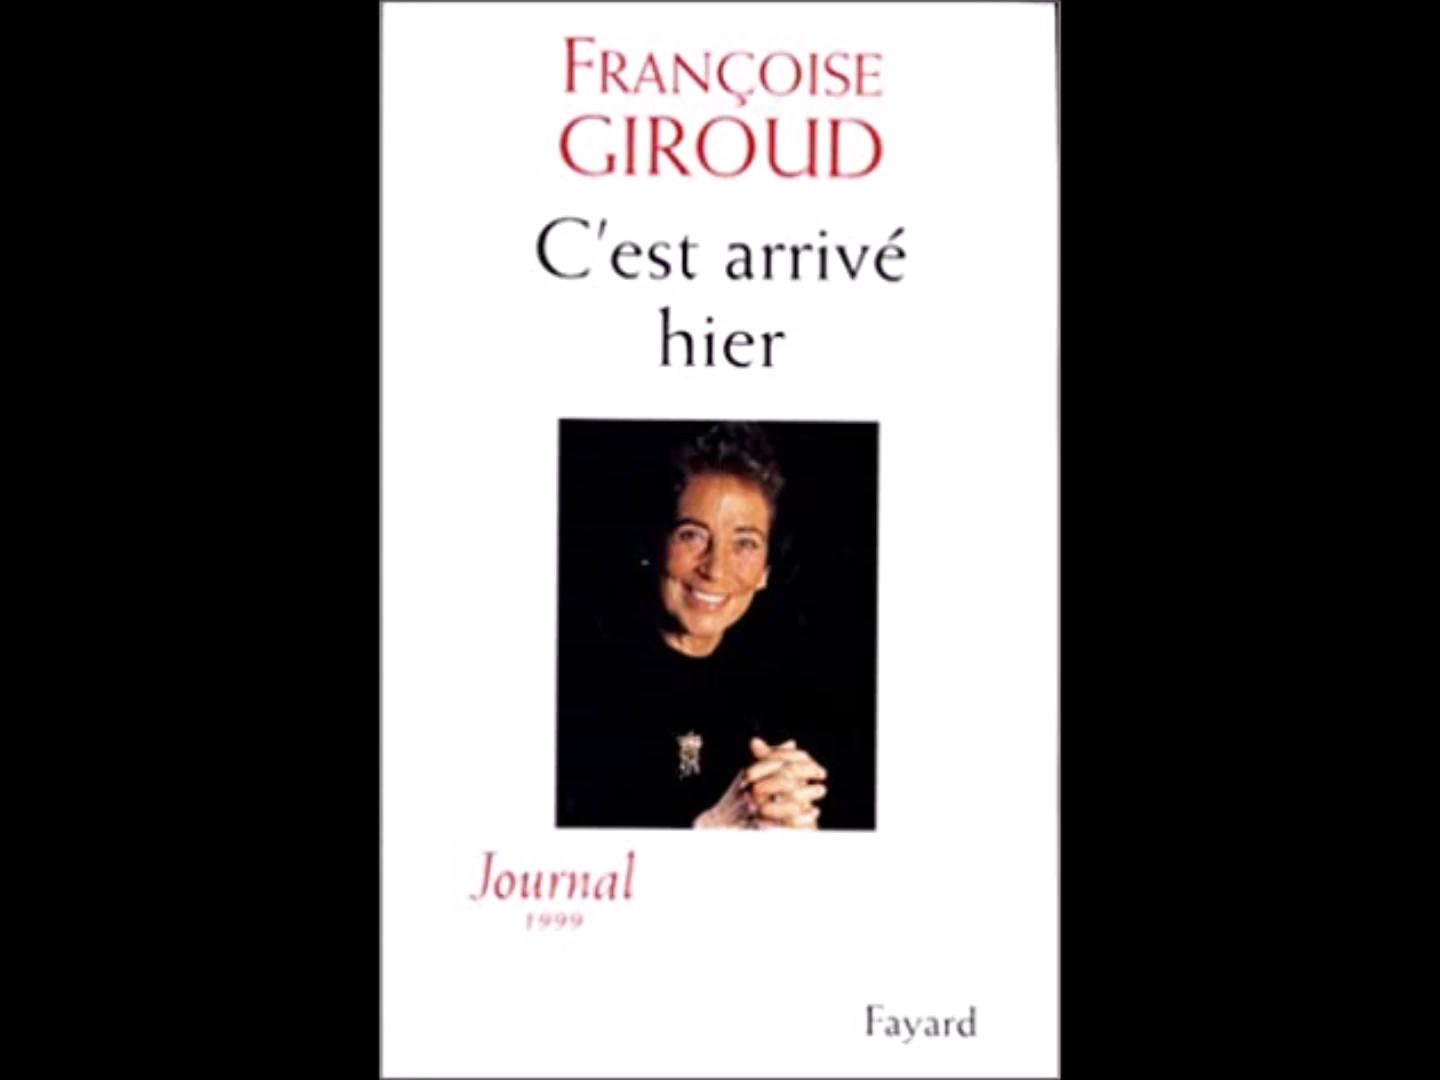 FRANÇOISE
GIROUD
C'est arrivé
hier
Journal
1999
Fayard